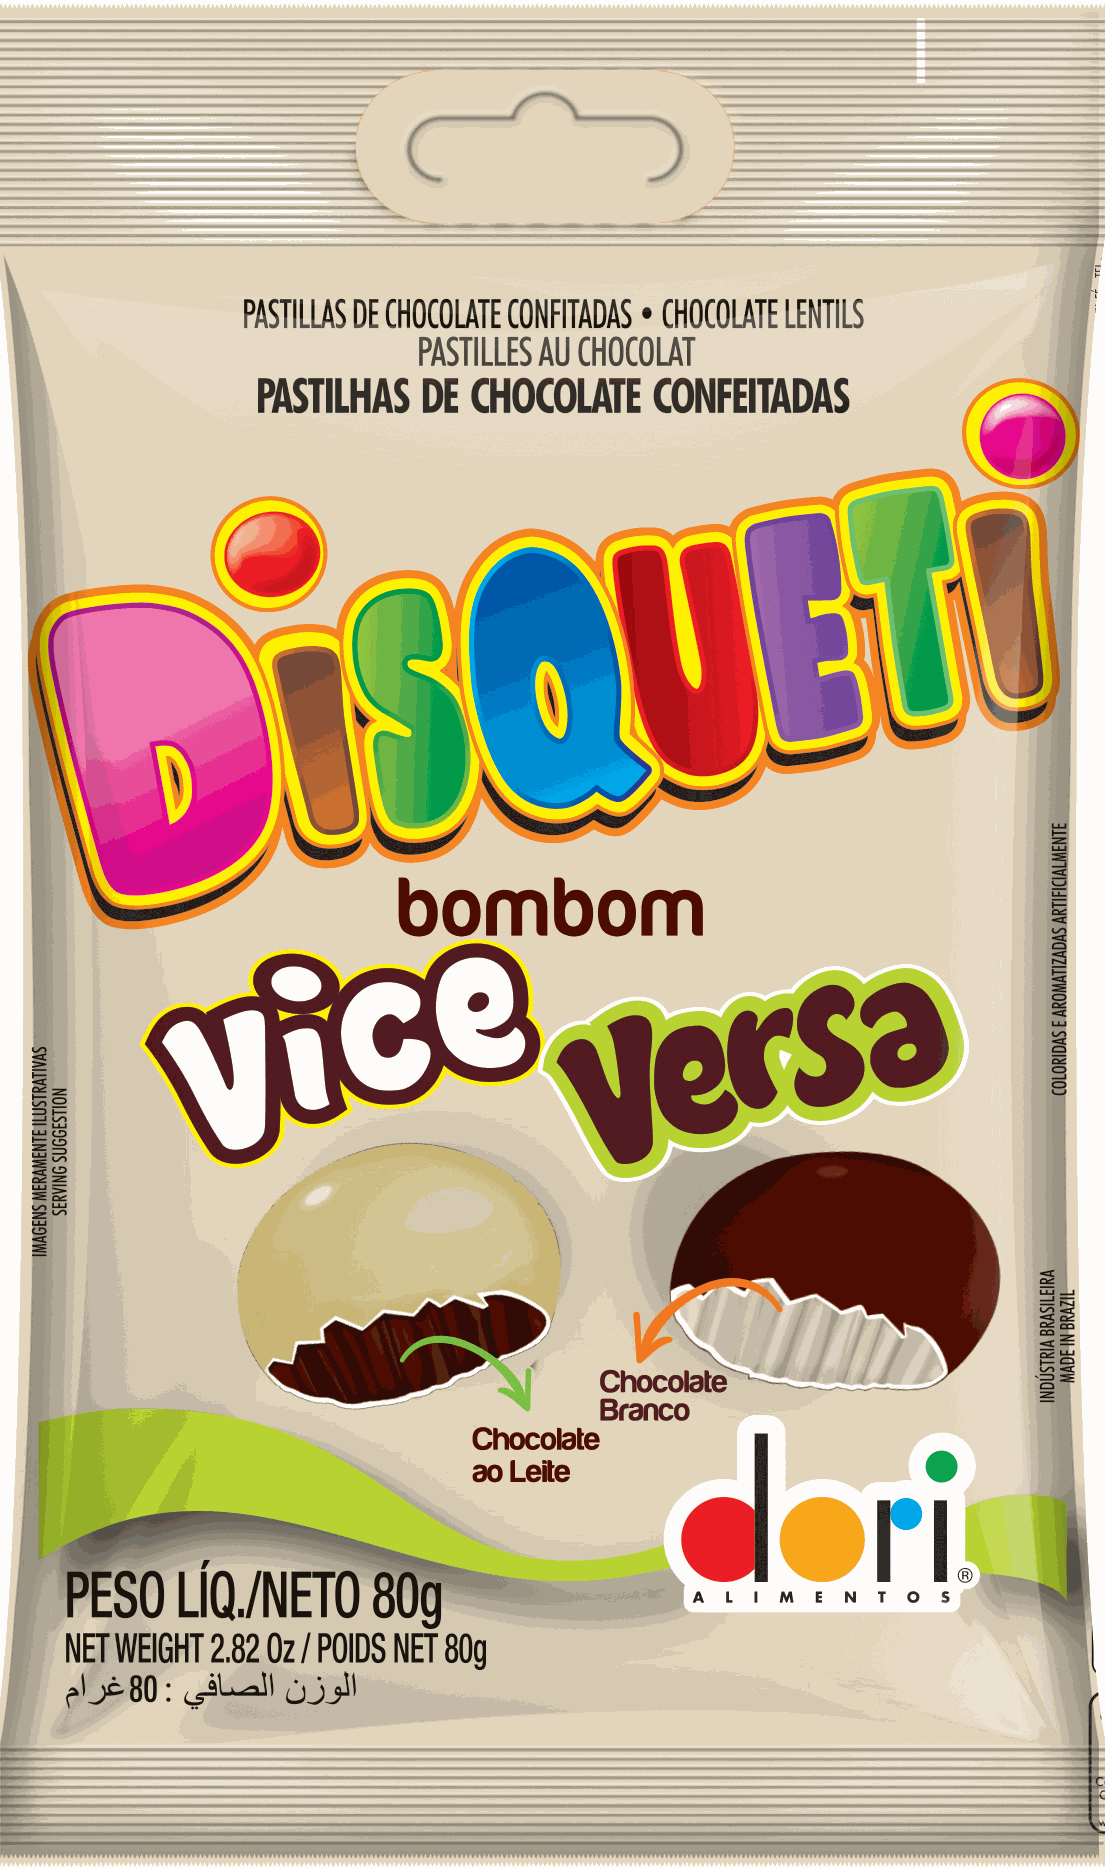 PASTILLAS DE CHOCOLATE CONFITADAS • CHOCOLATE LENTILS
PASTILLES AU CHOCOLAT
PASTILHAS DE CHOCOLATE CONFEITADAS
DiSQUETi
bombom
Vice Versa
Chocolate
Branco
Chocolate
ao Leite
dori®
ALIMENTOS
PESO LÍQ./NETO 80g
NET WEIGHT 2.82 Oz / POIDS NET 80g
الوزن الصافي : 80 غرام
IMAGENS MERAMENTE ILUSTRATIVAS
SERVING SUGGESTION
COLORIDAS E AROMATIZADAS ARTIFICIALMENTE
INDÚSTRIA BRASILEIRA
MADE IN BRAZIL